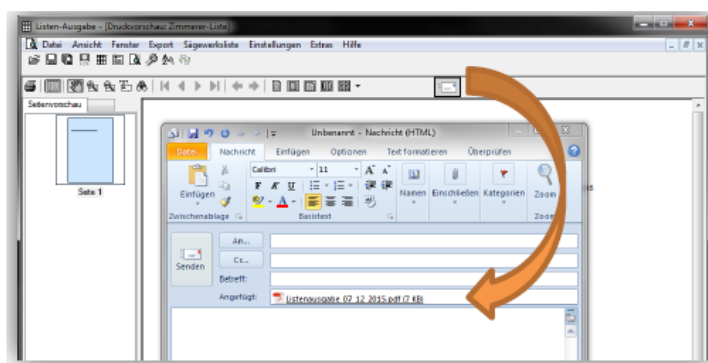 Listen-Ausgabe - [Druckvorschau: Zimmerer-Liste]
Datei Ansicht Fenster Export Sägewerksliste Einstellungen Extras Hilfe
Seitenvorschau
Seite 1
Unbenannt - Nachricht (HTML)
Datei Nachricht Einfügen Optionen Text formatieren Überprüfen
Calibri 11
F K U
Einfügen Namen Einschließen Kategorien Zoom
Zwischenablage Basistext Zoom
An...
Cc...
Senden
Betreff:
Angefügt: Listenausgabe 07_12_2015.pdf (7 KB)